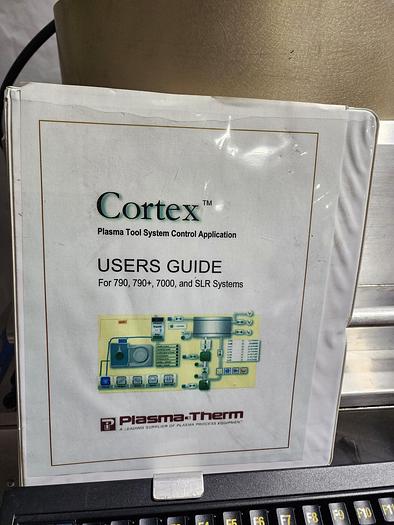 Cortex™
Plasma Tool System Control Application
USERS GUIDE
For 790, 790+, 7000, and SLR Systems
Plasma-Therm
A LEADING SUPPLIER OF PLASMA PROCESS EQUIPMENT
F4 F5 F6 F7 F8 F9 F10 F11